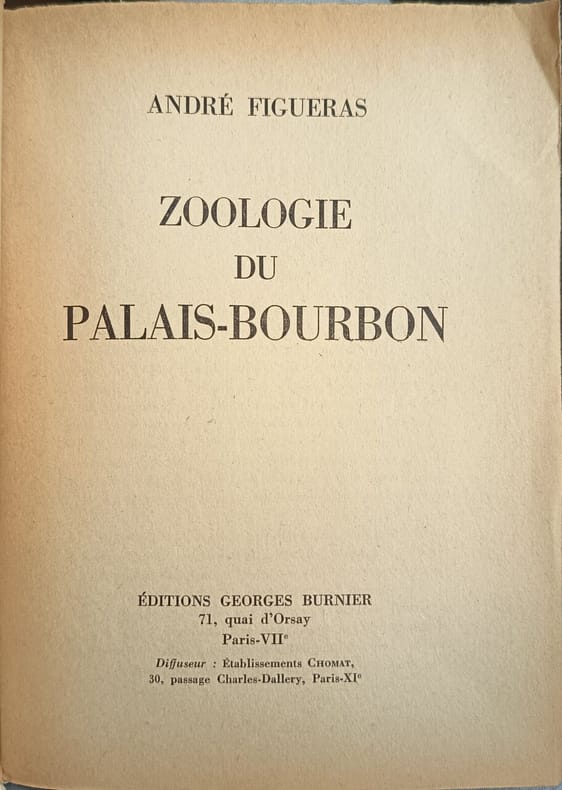 ANDRÉ FIGUERAS
ZOOLOGIE
DU
PALAIS-BOURBON
ÉDITIONS GEORGES BURNIER
71, quai d'Orsay
Paris-VIIe
Diffuseur : Établissements CHOMAT,
30, passage Charles-Dallery, Paris-XIe